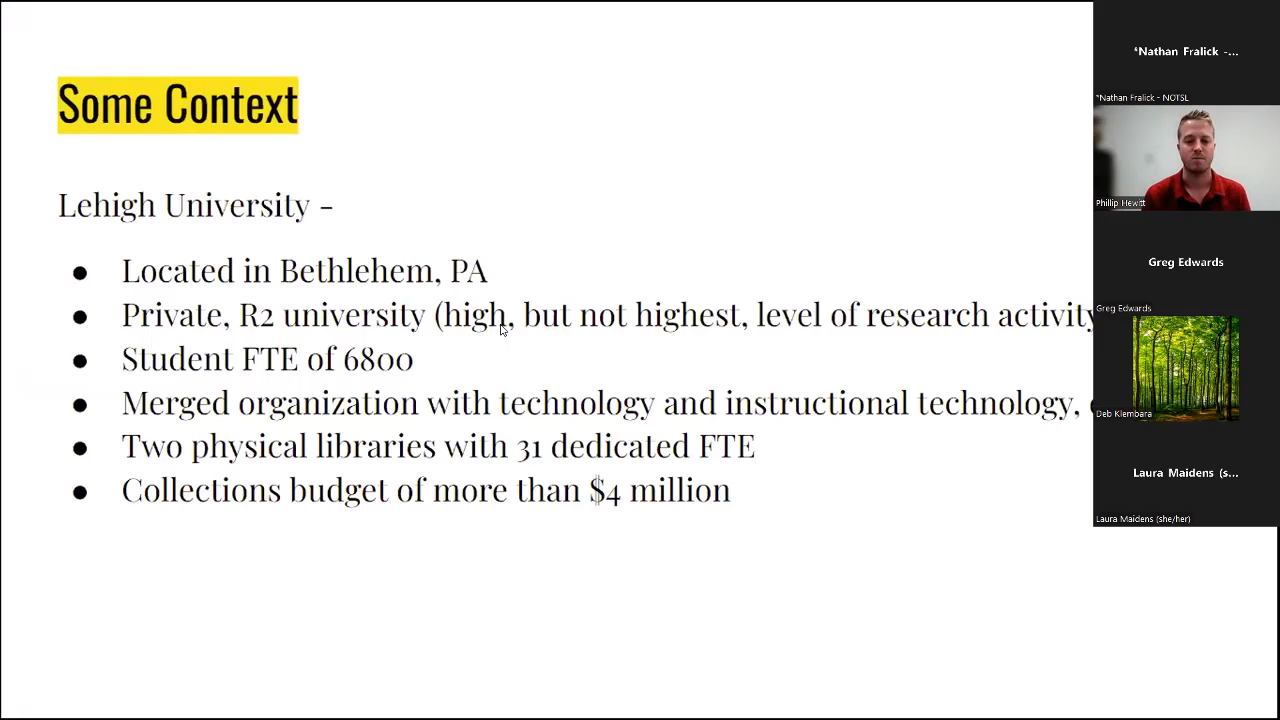 Some Context
Lehigh University -
● Located in Bethlehem, PA
● Private, R2 university (high, but not highest, level of research activity
● Student FTE of 6800
● Merged organization with technology and instructional technology,
● Two physical libraries with 31 dedicated FTE
● Collections budget of more than $4 million
*Nathan Fralick -...
*Nathan Fralick - NOTSL
Phillip Hewitt
Greg Edwards
Greg Edwards
Deb Klembara
Laura Maidens (s...
Laura Maidens (she/her)